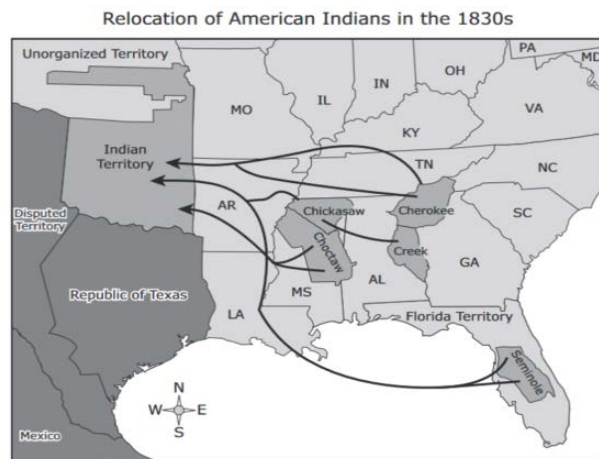 Relocation of American Indians in the 1830s
Unorganized Territory
PA
MD
OH
IN
IL
MO
VA
KY
Indian
Territory
TN
NC
AR
Chickasaw
Cherokee
SC
Disputed
Territory
Choctaw
Creek
GA
Republic of Texas
MS
AL
LA
Florida Territory
Seminole
N
W
E
S
Mexico